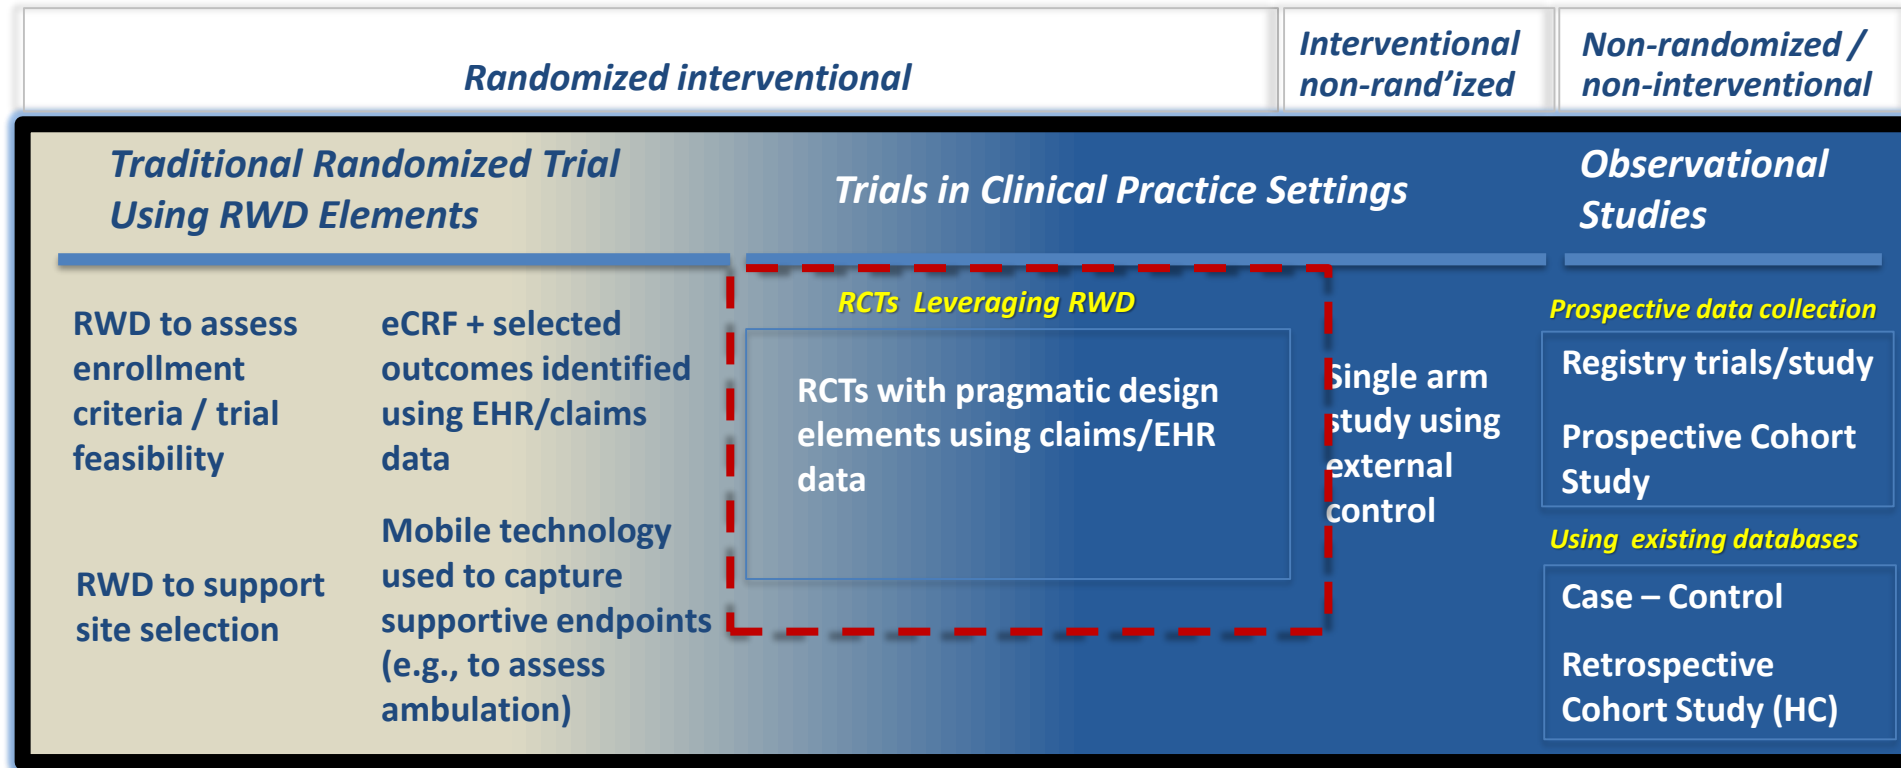 Randomized interventional
Interventional
non-rand'ized
Non-randomized /
non-interventional
Traditional Randomized Trial
Using RWD Elements
Trials in Clinical Practice Settings
Observational
Studies
RWD to assess
enrollment
criteria / trial
feasibility
RWD to support
site selection
eCRF + selected
outcomes identified
using EHR/claims
data
Mobile technology
used to capture
supportive endpoints
(e.g., to assess
ambulation)
RCTs Leveraging RWD
RCTs with pragmatic design
elements using claims/EHR
data
Single arm
study using
external
control
Prospective data collection
Registry trials/study
Prospective Cohort
Study
Using existing databases
Case – Control
Retrospective
Cohort Study (HC)